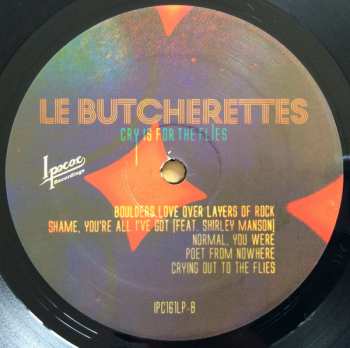 LE BUTCHERETTES
CRY IS FOR THE FLIES
Ipecac
Recordings
BOULDERS LOVE OVER LAYERS OF ROCK
SHAME, YOU'RE ALL I'VE GOT [FEAT. SHIRLEY MANSON]
NORMAL, YOU WERE
POET FROM NOWHERE
CRYING OUT TO THE FLIES
IPC161LP-B